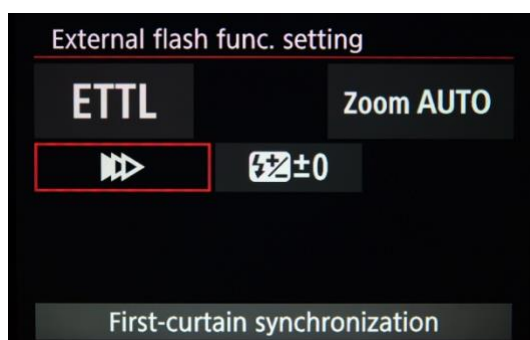 External flash func. setting
ETTL
Zoom AUTO
±0
First-curtain synchronization